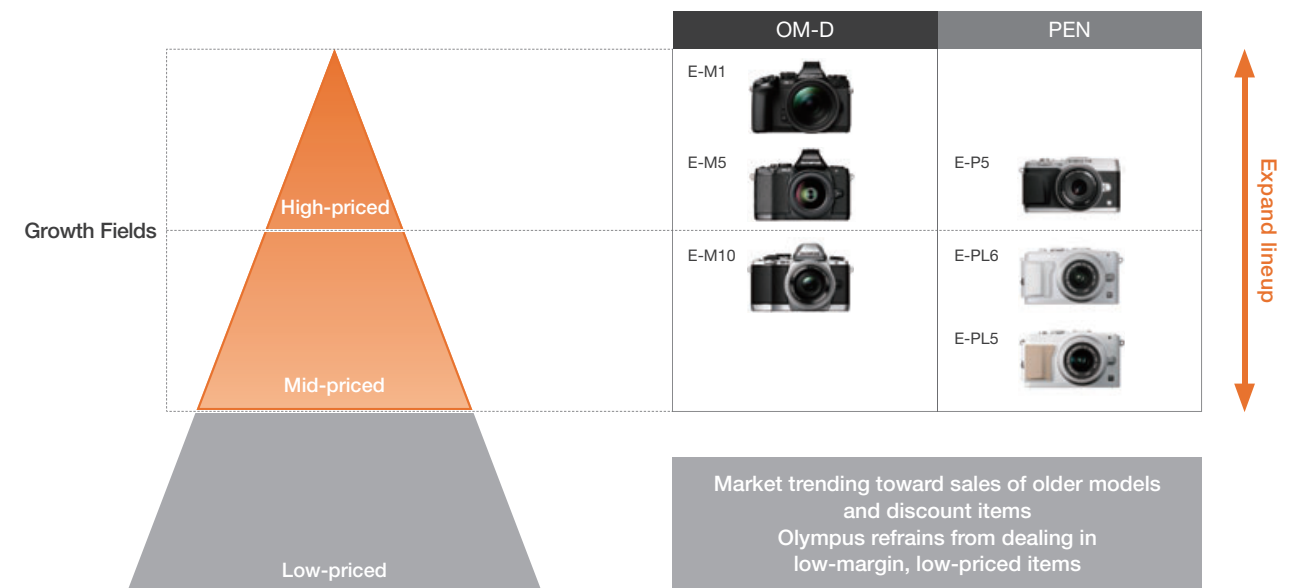 OM-D
PEN
E-M1
E-M5
E-P5
High-priced
Growth Fields
E-M10
E-PL6
E-PL5
Mid-priced
Expand lineup
Market trending toward sales of older models
and discount items
Olympus refrains from dealing in
low-margin, low-priced items
Low-priced